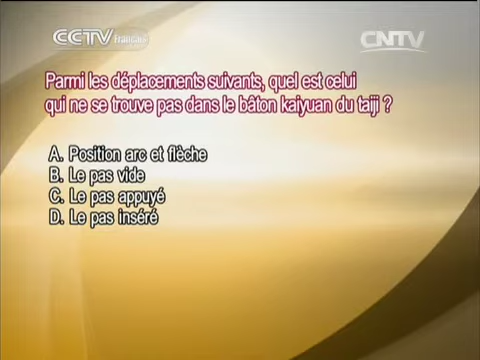 CCTV Français
CNTV
Parmi les déplacements suivants, quel est celui
qui ne se trouve pas dans le bâton kaiyuan du taiji ?
A. Position arc et flèche
B. Le pas vide
C. Le pas appuyé
D. Le pas inséré